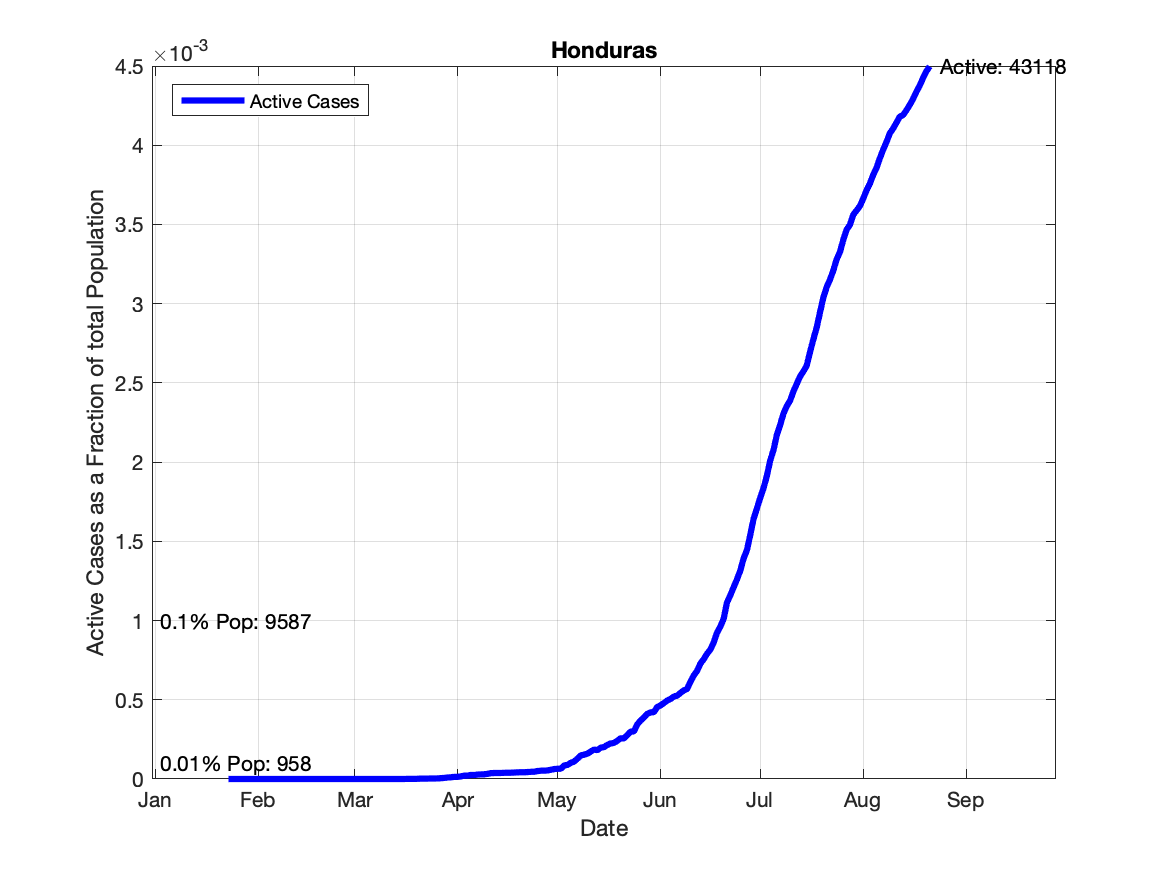 ×10-3
Honduras
4.5
Active: 43118
Active Cases
4
3.5
3
2.5
2
1.5
1
0.1% Pop: 9587
0.5
0.01% Pop: 958
0
Active Cases as a Fraction of total Population
Jan Feb Mar Apr May Jun Jul Aug Sep
Date